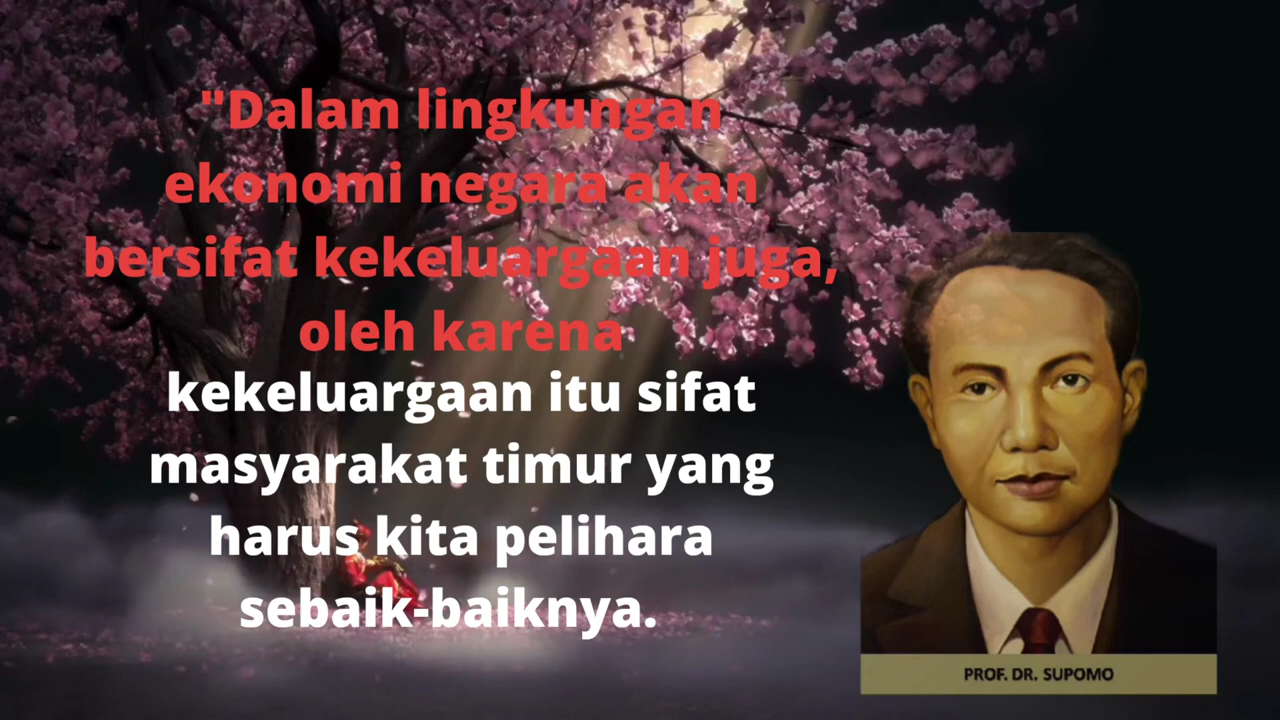 "Dalam lingkungan
ekonomi negara akan
bersifat kekeluargaan juga,
oleh karena
kekeluargaan itu sifat
masyarakat timur yang
harus kita pelihara
sebaik-baiknya.
PROF. DR. SUPOMO